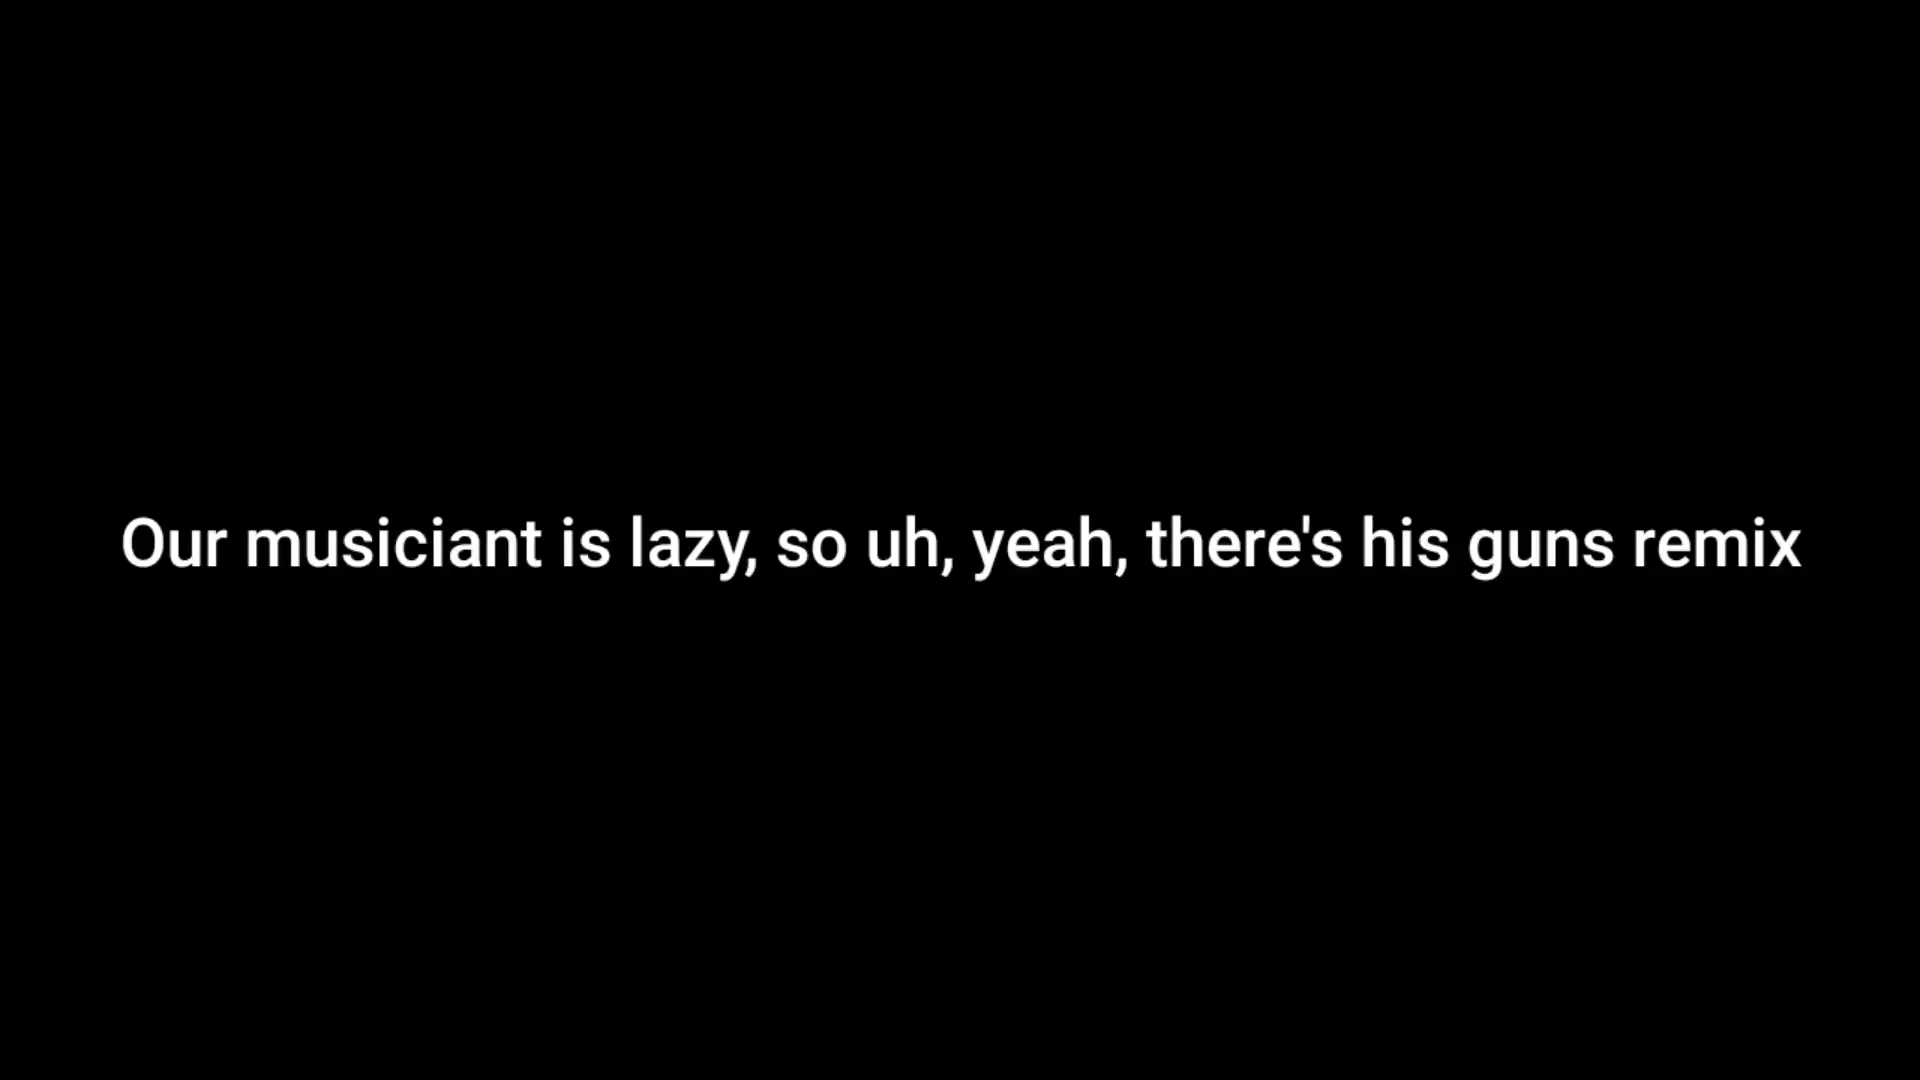 Our musiciant is lazy, so uh, yeah, there's his guns remix